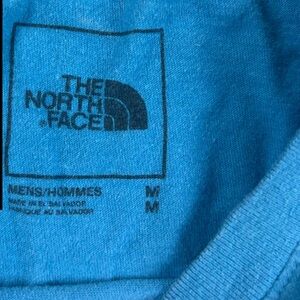 THE
NORTH
FACE
MENS/HOMMES M
MADE IN EL SALVADOR M
FABRIQUÉ AU SALVADOR